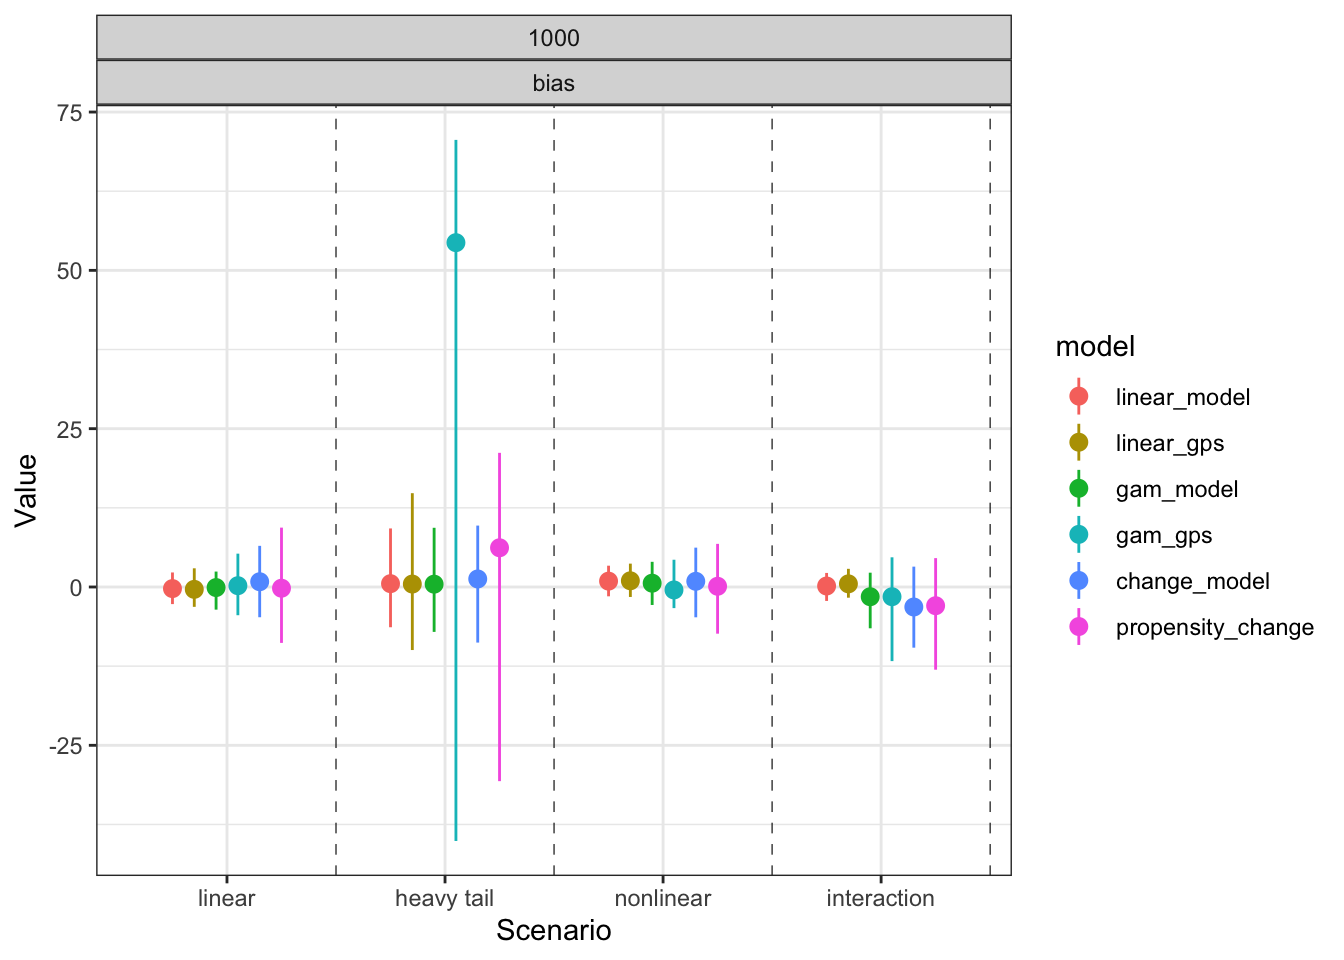 1000
bias
75
50
25
0
-25
Value
linear
heavy tail
nonlinear
interaction
Scenario
model
linear_model
linear_gps
gam_model
gam_gps
change_model
propensity_change